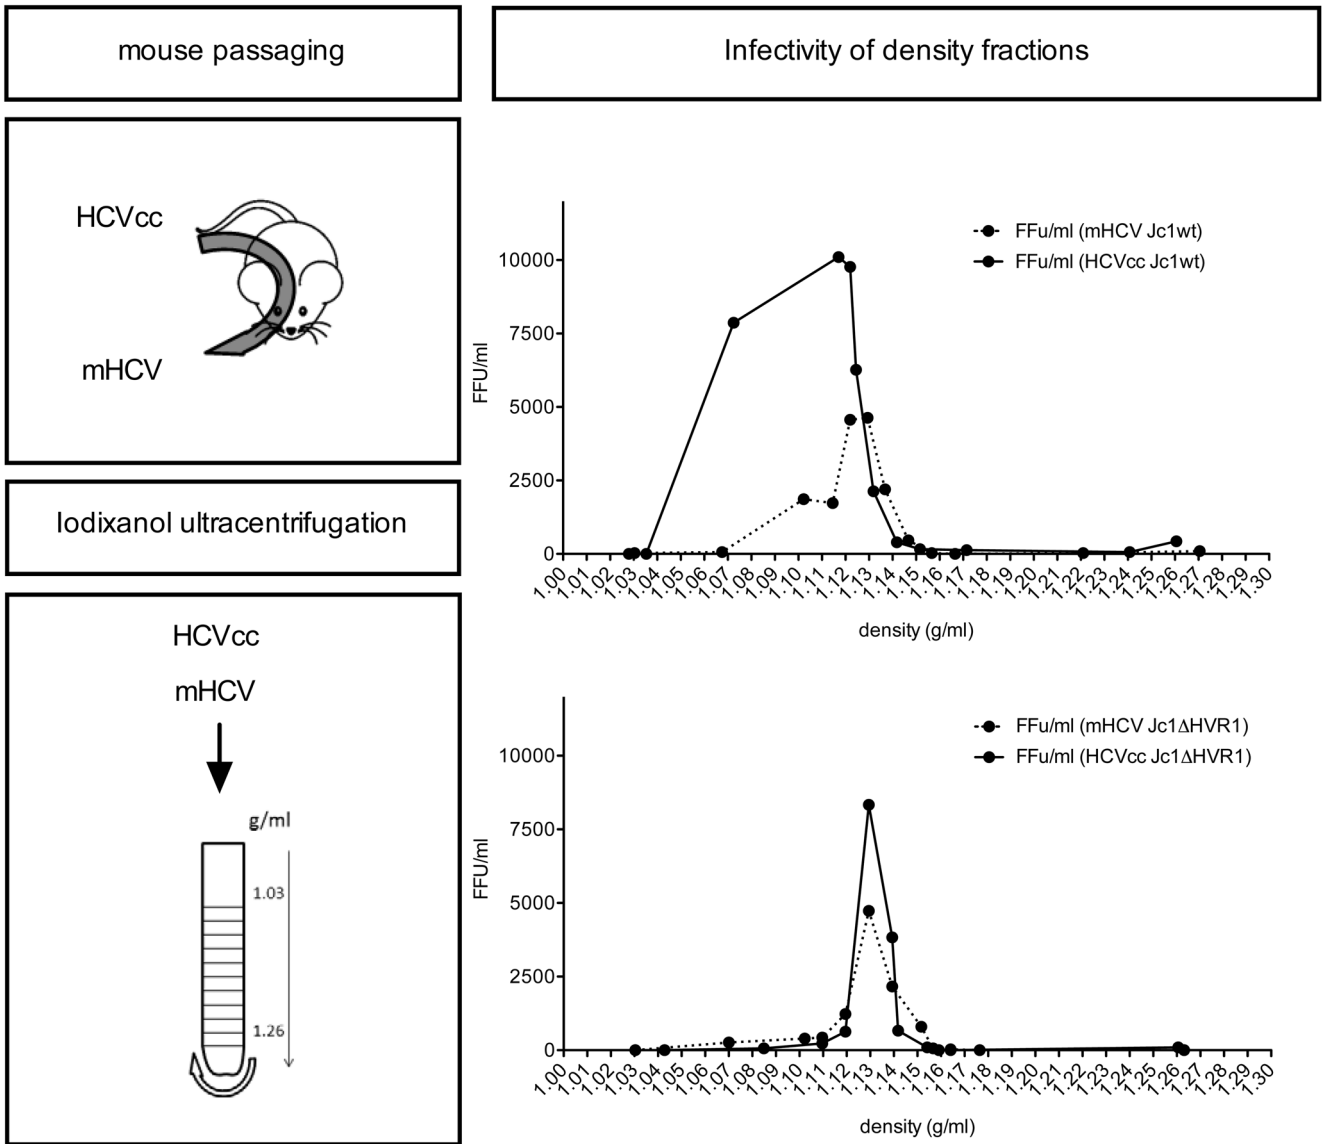 mouse passaging
HCVcc
mHCV
Iodixanol ultracentrifugation
HCVcc
mHCV
g/ml
1.03
1.26
Infectivity of density fractions
FFu/ml (mHCV Jc1wt)
FFu/ml (HCVcc Jc1wt)
FFU/ml
10000
7500
5000
2500
0
1.00 1.01 1.02 1.03 1.04 1.05 1.06 1.07 1.08 1.09 1.10 1.11 1.12 1.13 1.14 1.15 1.16 1.17 1.18 1.19 1.20 1.21 1.22 1.23 1.24 1.25 1.26 1.27 1.28 1.29 1.30
density (g/ml)
FFu/ml (mHCV Jc1ΔHVR1)
FFu/ml (HCVcc Jc1ΔHVR1)
FFU/ml
10000
7500
5000
2500
0
1.00 1.01 1.02 1.03 1.04 1.05 1.06 1.07 1.08 1.09 1.10 1.11 1.12 1.13 1.14 1.15 1.16 1.17 1.18 1.19 1.20 1.21 1.22 1.23 1.24 1.25 1.26 1.27 1.28 1.29 1.30
density (g/ml)